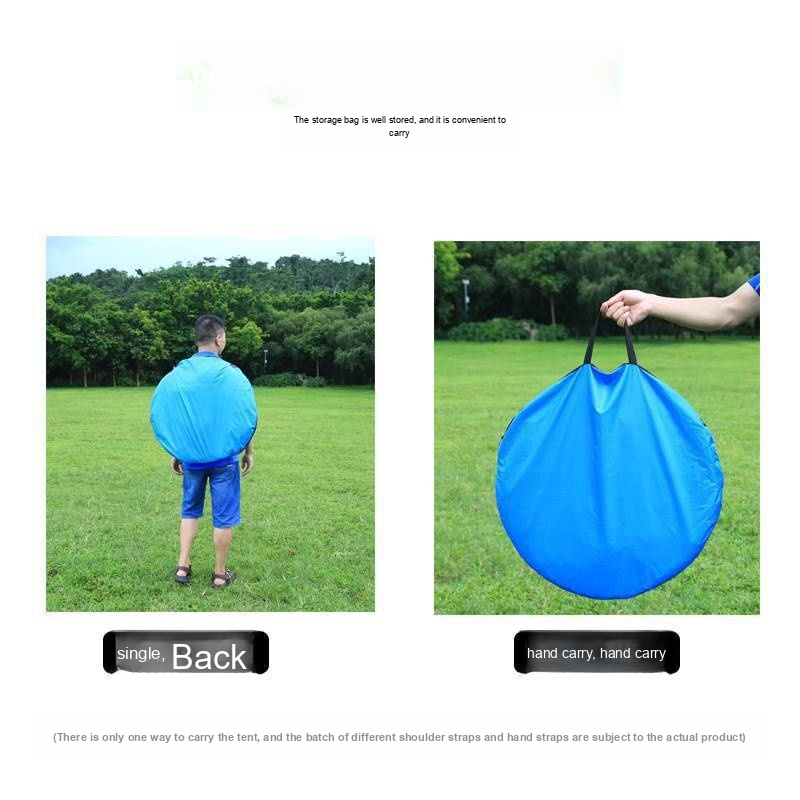 The storage bag is well stored, and it is convenient to
carry
single, Back
hand carry, hand carry
(There is only one way to carry the tent, and the batch of different shoulder straps and hand straps are subject to the actual product)